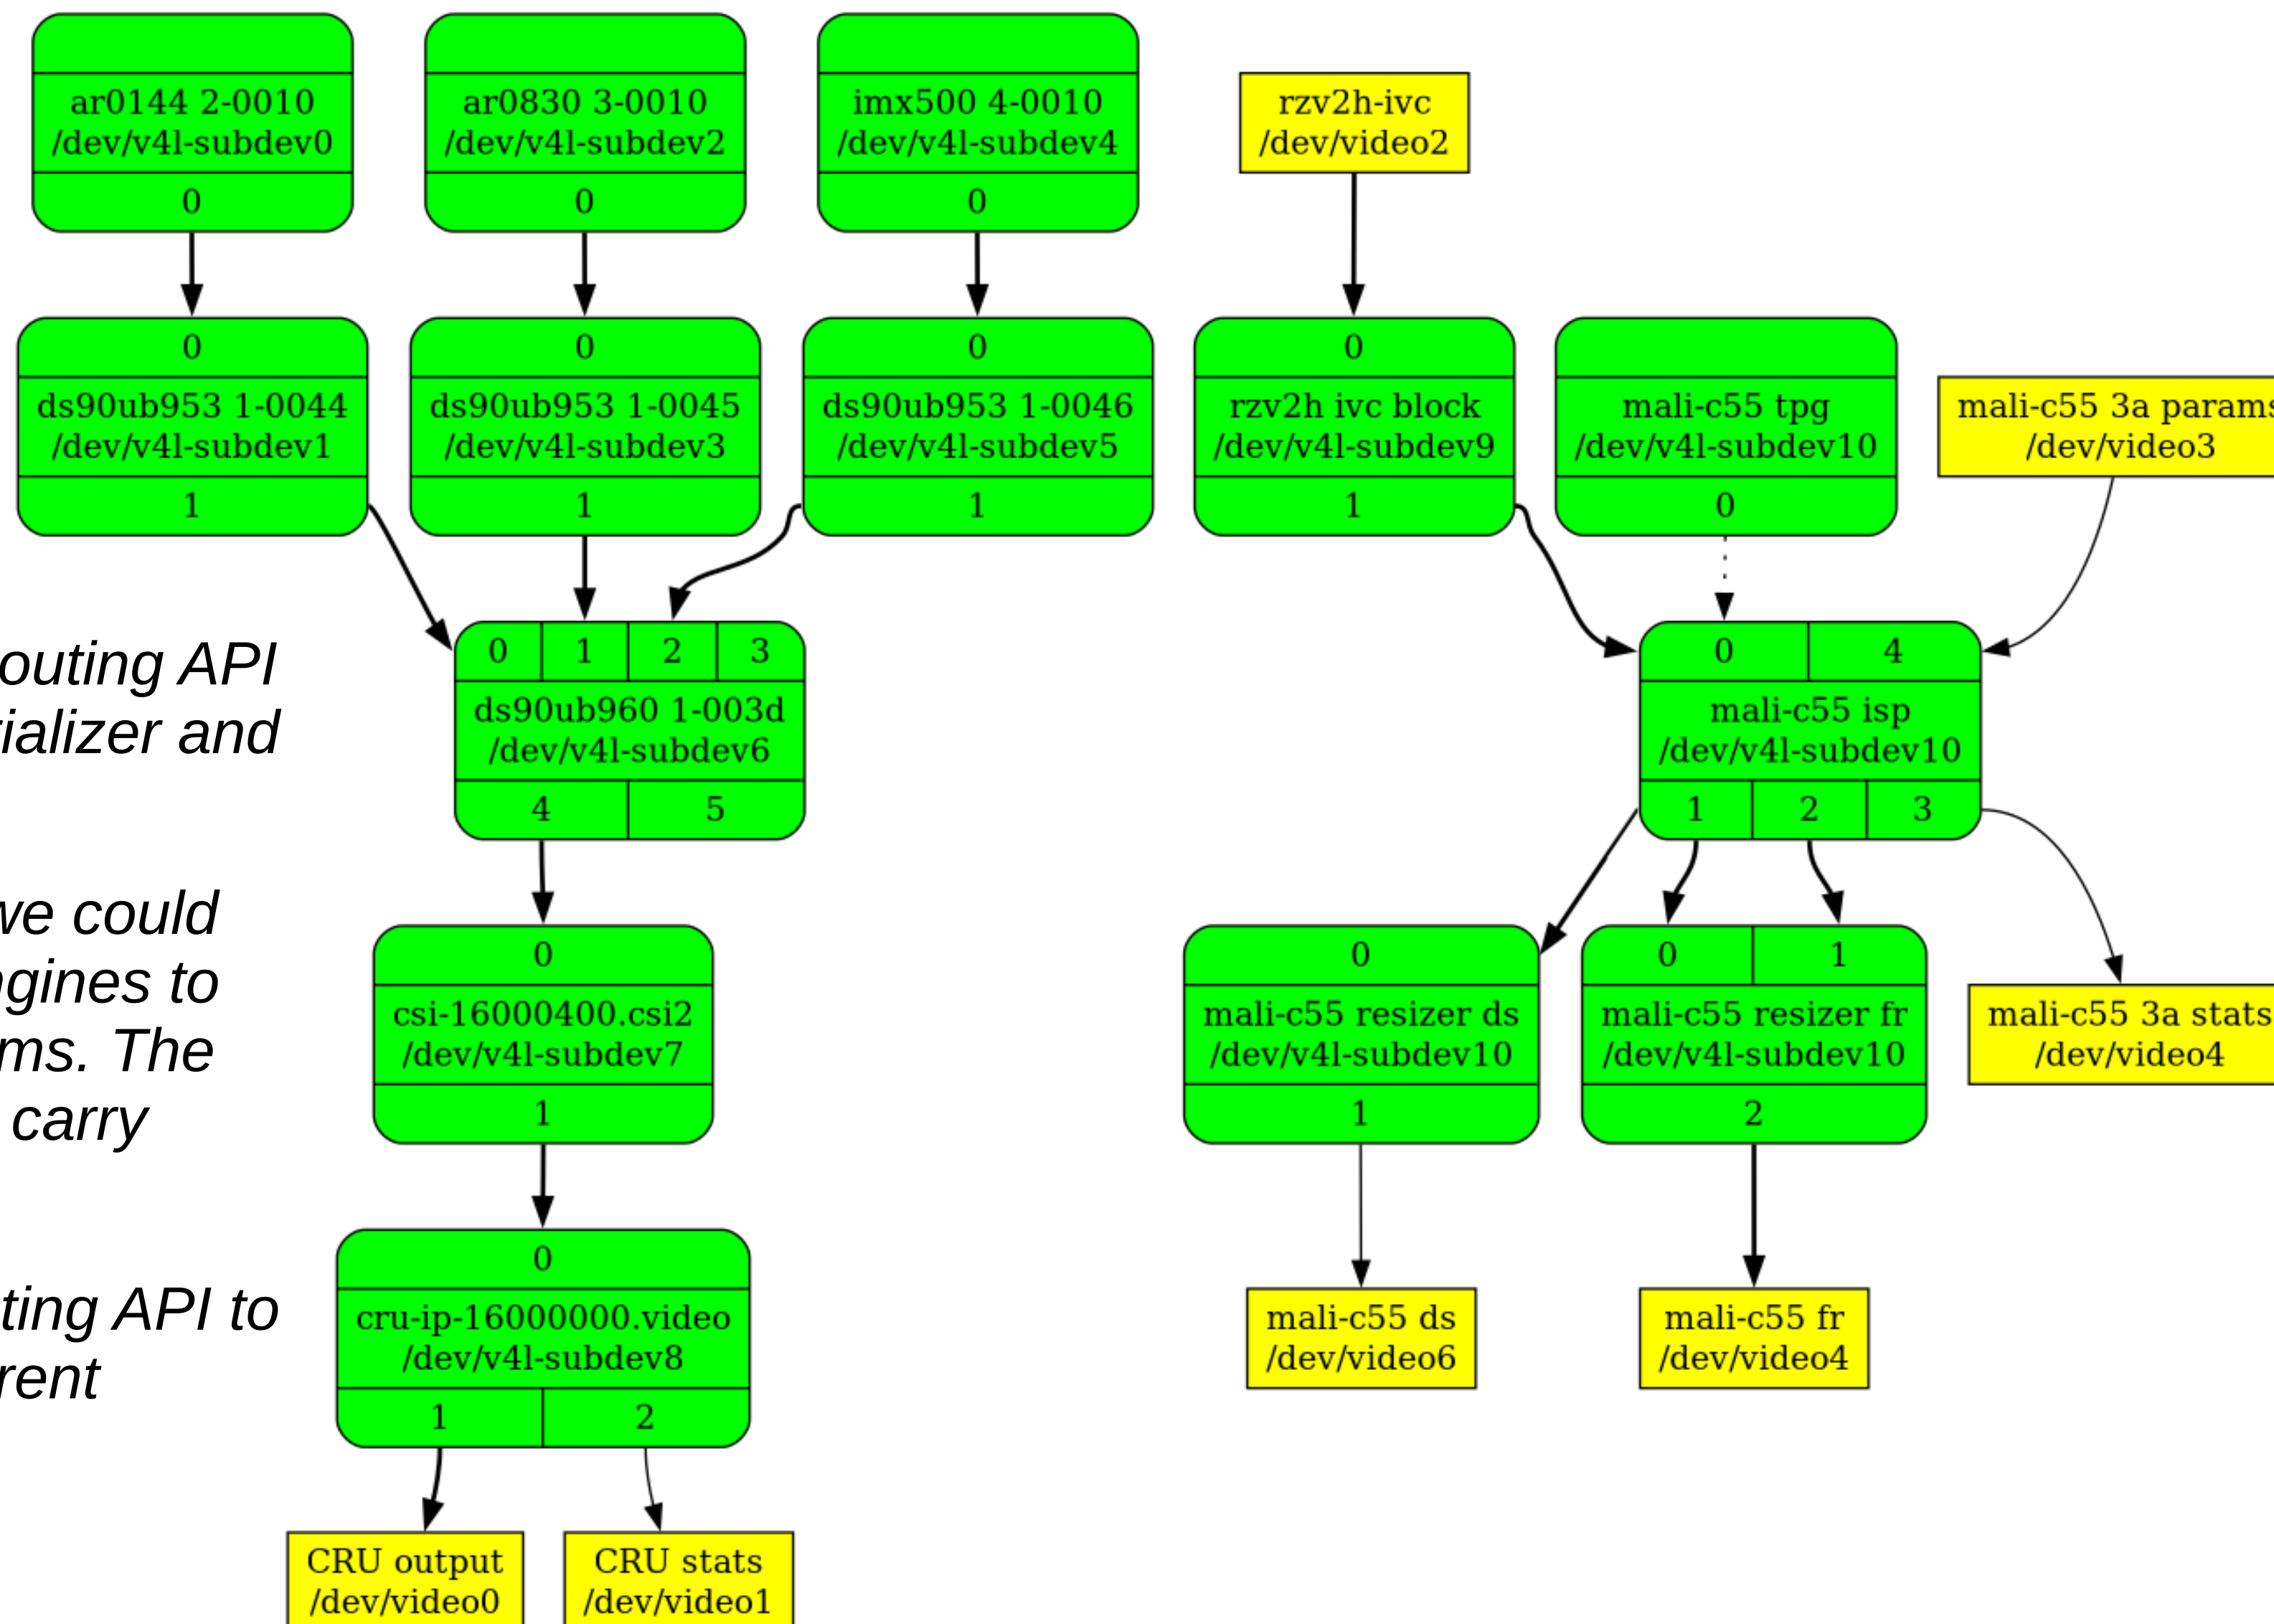 ar0144 2-0010
/dev/v4l-subdev0
0
ar0830 3-0010
/dev/v4l-subdev2
0
imx500 4-0010
/dev/v4l-subdev4
0
rzv2h-ivc
/dev/video2
0
ds90ub953 1-0044
/dev/v4l-subdev1
1
0
ds90ub953 1-0045
/dev/v4l-subdev3
1
0
ds90ub953 1-0046
/dev/v4l-subdev5
1
0
rzv2h ivc block
/dev/v4l-subdev9
1
mali-c55 tpg
/dev/v4l-subdev10
0
mali-c55 3a params
/dev/video3
outing API
ializer and
we could
gines to
ms. The
carry
ting API to
rent
0 1 2 3
ds90ub960 1-003d
/dev/v4l-subdev6
4 5
0 4
mali-c55 isp
/dev/v4l-subdev10
1 2 3
0
csi-16000400.csi2
/dev/v4l-subdev7
1
0
mali-c55 resizer ds
/dev/v4l-subdev10
1
0 1
mali-c55 resizer fr
/dev/v4l-subdev10
2
mali-c55 3a stats
/dev/video4
0
cru-ip-16000000.video
/dev/v4l-subdev8
1 2
mali-c55 ds
/dev/video6
mali-c55 fr
/dev/video4
CRU output
/dev/video0
CRU stats
/dev/video1